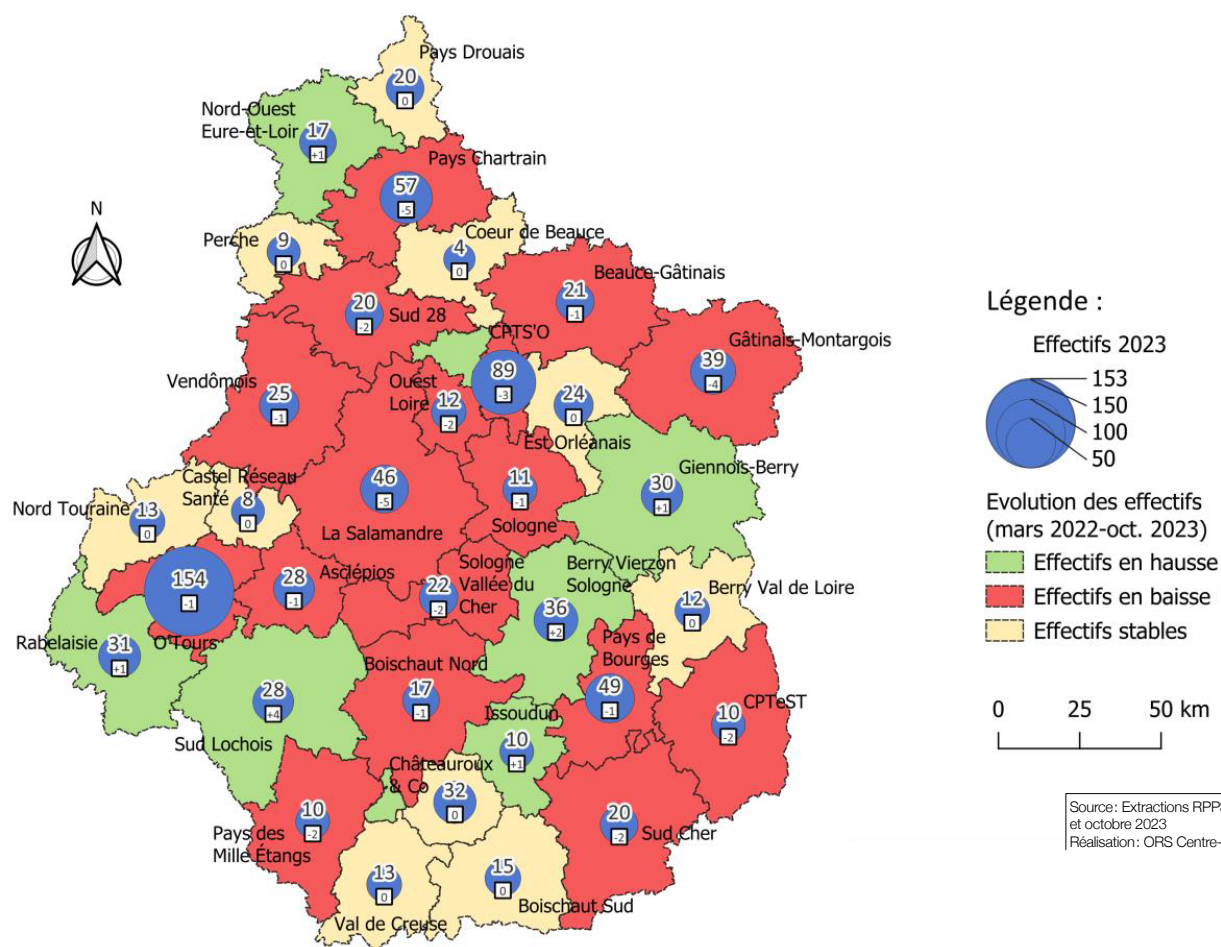 Pays Drouais
20
0
Nord-Ouest
Eure-et-Loir
17
+1
Pays Chartrain
57
-5
N
Perche
9
0
Coeur de Beauce
4
0
Beauce-Gâtinais
21
-1
20
-2
Sud 28
CPTS'O
89
-3
Gâtinais-Montargois
39
-4
Vendômois
25
-1
Ouest
Loire
12
-2
24
0
Est Orléanais
Giennois-Berry
30
+1
Castel Réseau
Santé
8
0
Nord Touraine
13
0
46
-5
La Salamandre
11
-1
Sologne
154
-1
O'Tours
Asclépios
28
-1
Sologne
Vallée du
Cher
22
-2
Berry Vierzon
Sologne
36
+2
Berry Val de Loire
12
0
Rabelaisie
31
+1
28
+4
Sud Lochois
Boischaut Nord
17
-1
Pays de
Bourges
49
-1
CPTeST
10
-2
Issoudun
10
+1
Châteauroux
& Co
32
0
Pays des
Mille Étangs
10
-2
20
-2
Sud Cher
13
0
Val de Creuse
15
0
Boischaut Sud
Légende :
Effectifs 2023
153
150
100
50
Evolution des effectifs
(mars 2022-oct. 2023)
Effectifs en hausse
Effectifs en baisse
Effectifs stables
0 25 50 km
Source: Extractions RPPS
et octobre 2023
Réalisation: ORS Centre-